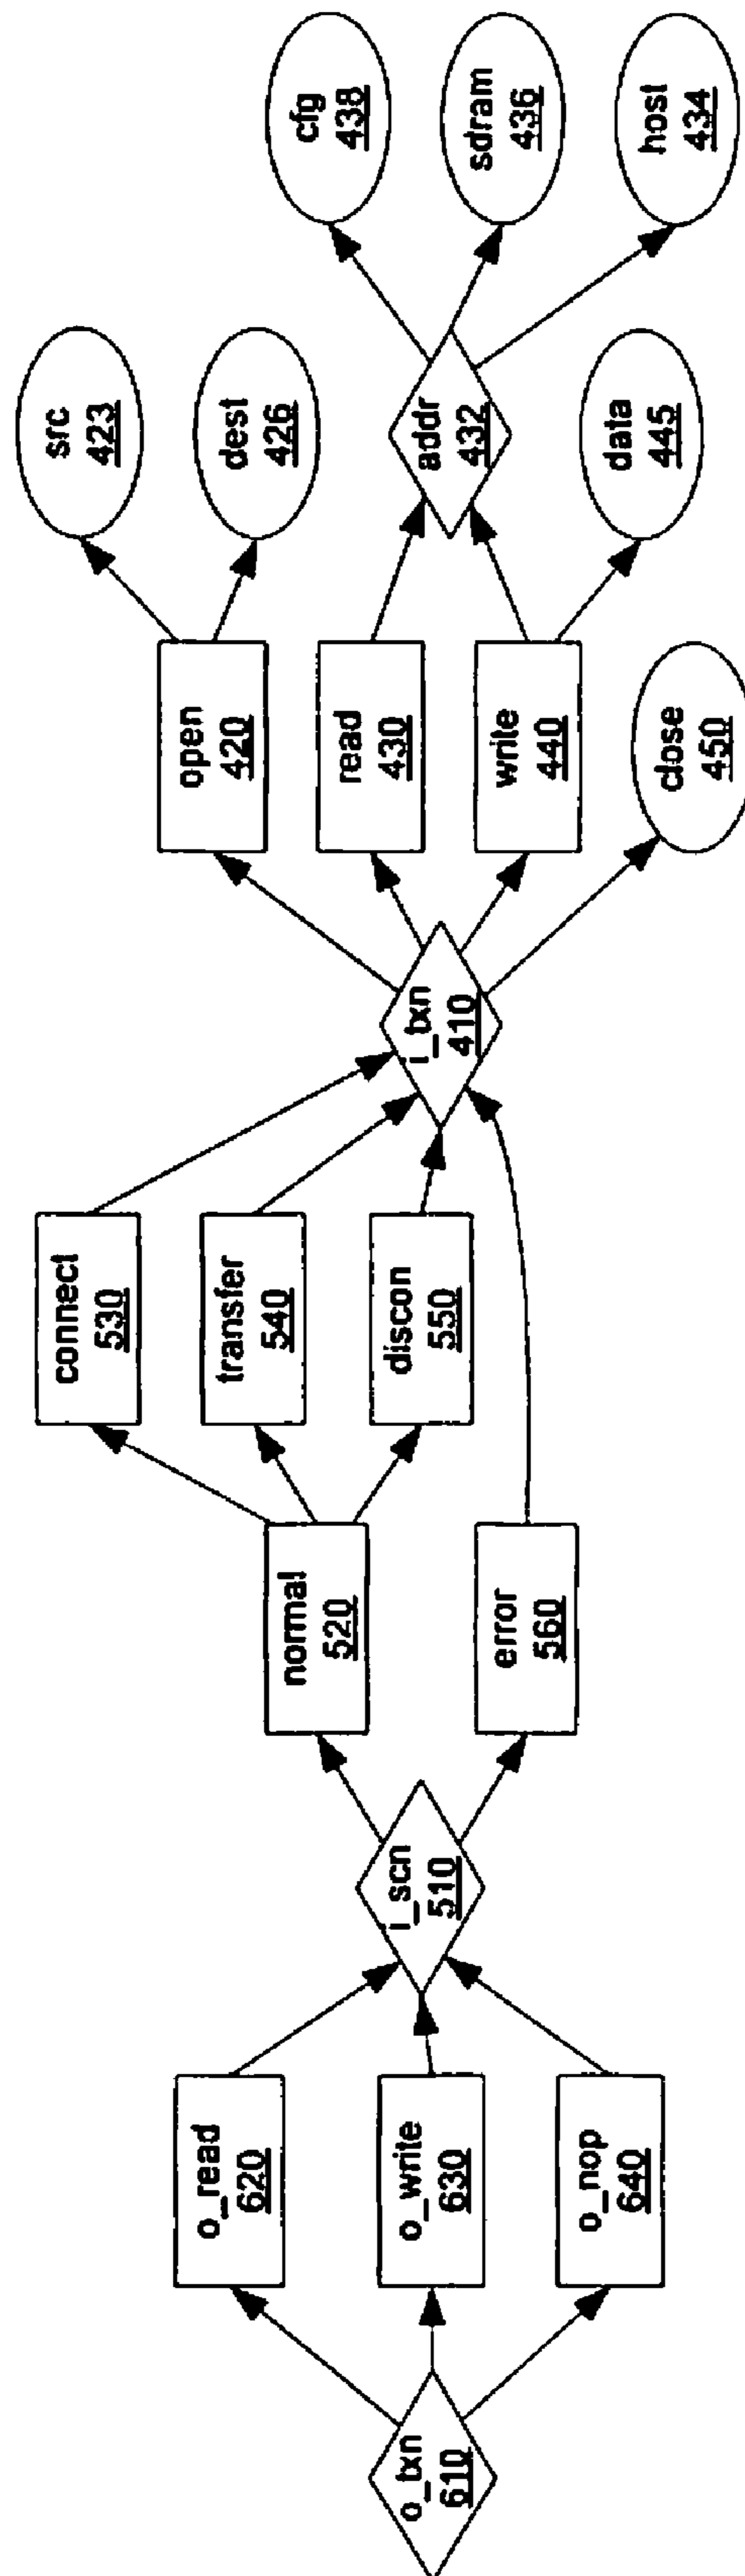 o_txn
610
o_read
620
o_write
630
o_nop
640
i_scn
510
normal
520
error
560
connect
530
transfer
540
discon
550
i_txn
410
open
420
read
430
write
440
close
450
src
423
dest
426
addr
432
data
445
cfg
438
sdram
436
host
434